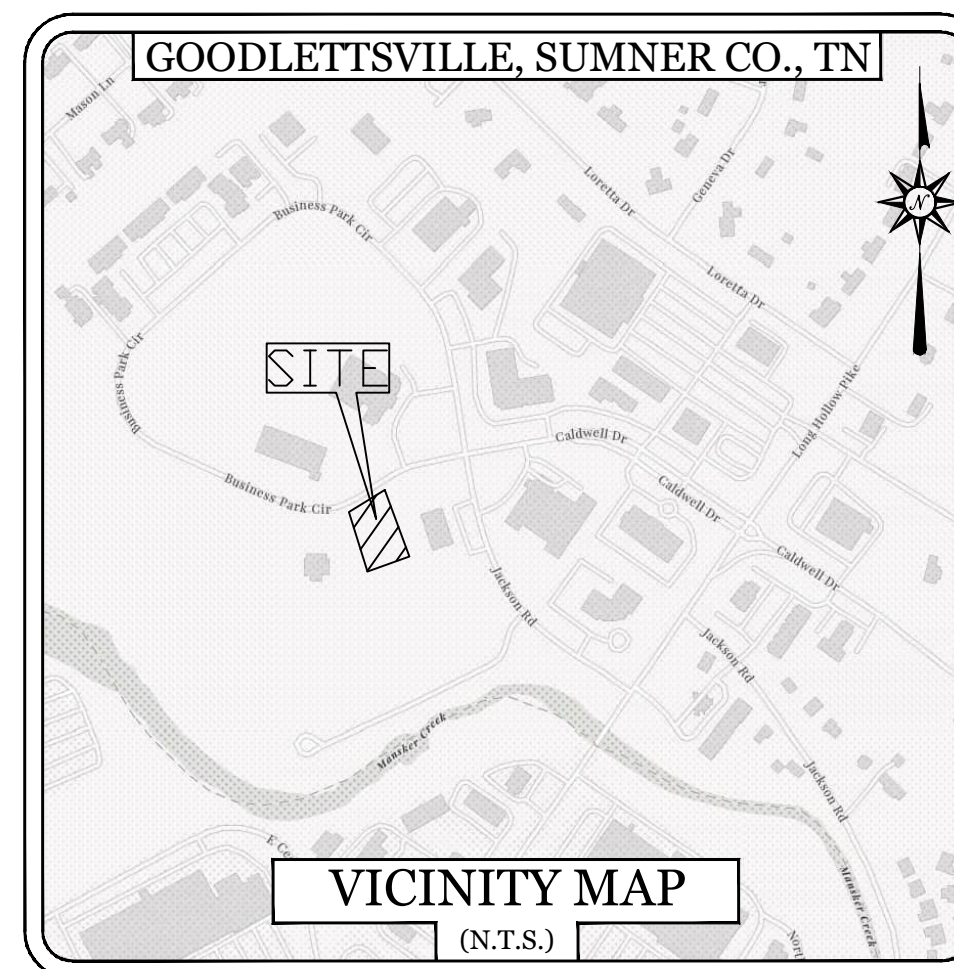 GOODLETTSVILLE, SUMNER CO., TN
Mason Ln
Loretta Dr
Geneva Dr
N
Business Park Cir
Loretta Dr
Business Park Cir
SITE
Long Hollow Pike
Caldwell Dr
Business Park Cir
Caldwell Dr
Caldwell Dr
Jackson Rd
Jackson Rd
Mansker Creek
Jackson Rd
E Ce
VICINITY MAP
Mansker Creek
(N.T.S.)
North